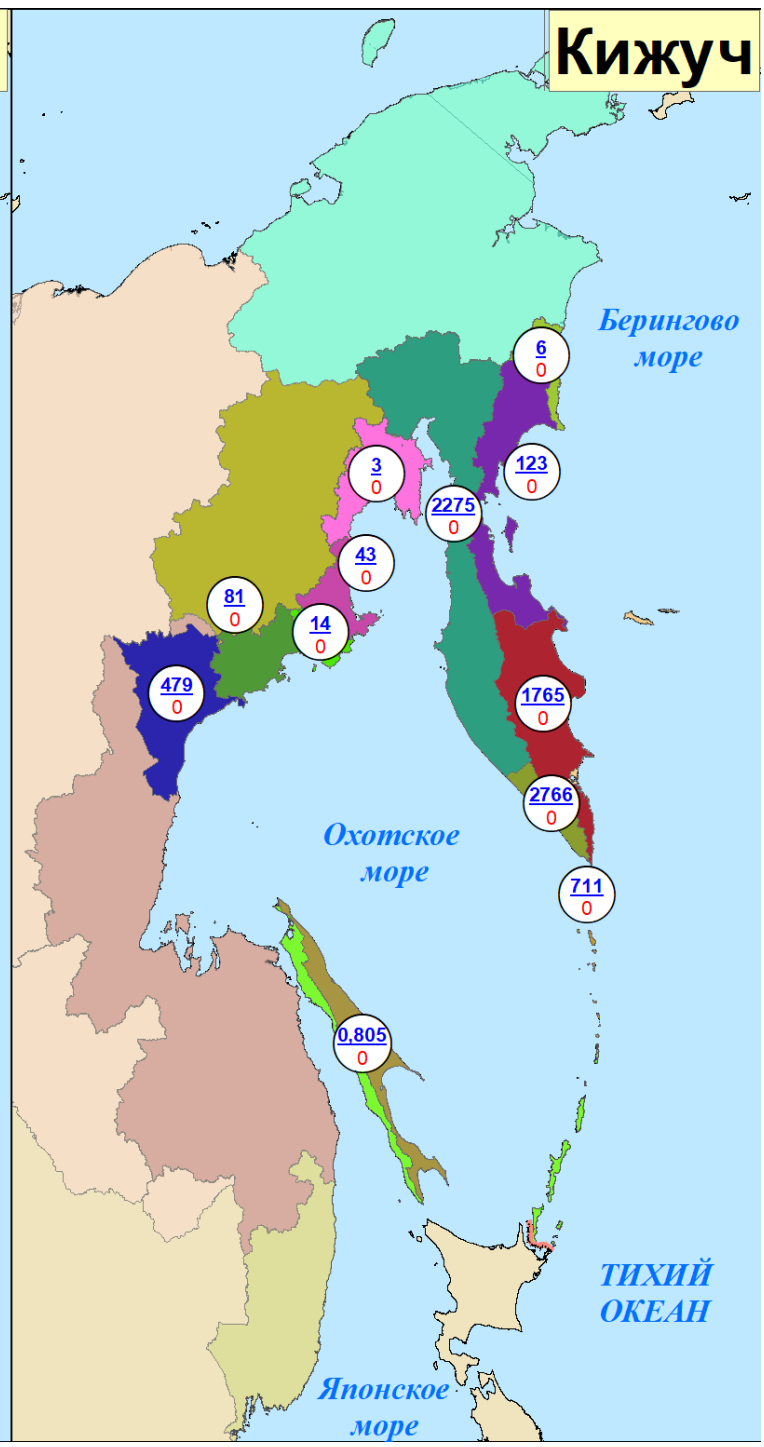 Кижуч
Берингово
море
6
0
3
0
123
0
2275
0
43
0
81
0
14
0
479
0
1765
0
2766
0
Охотское
море
711
0
0,805
0
ТИХИЙ
ОКЕАН
Японское
море